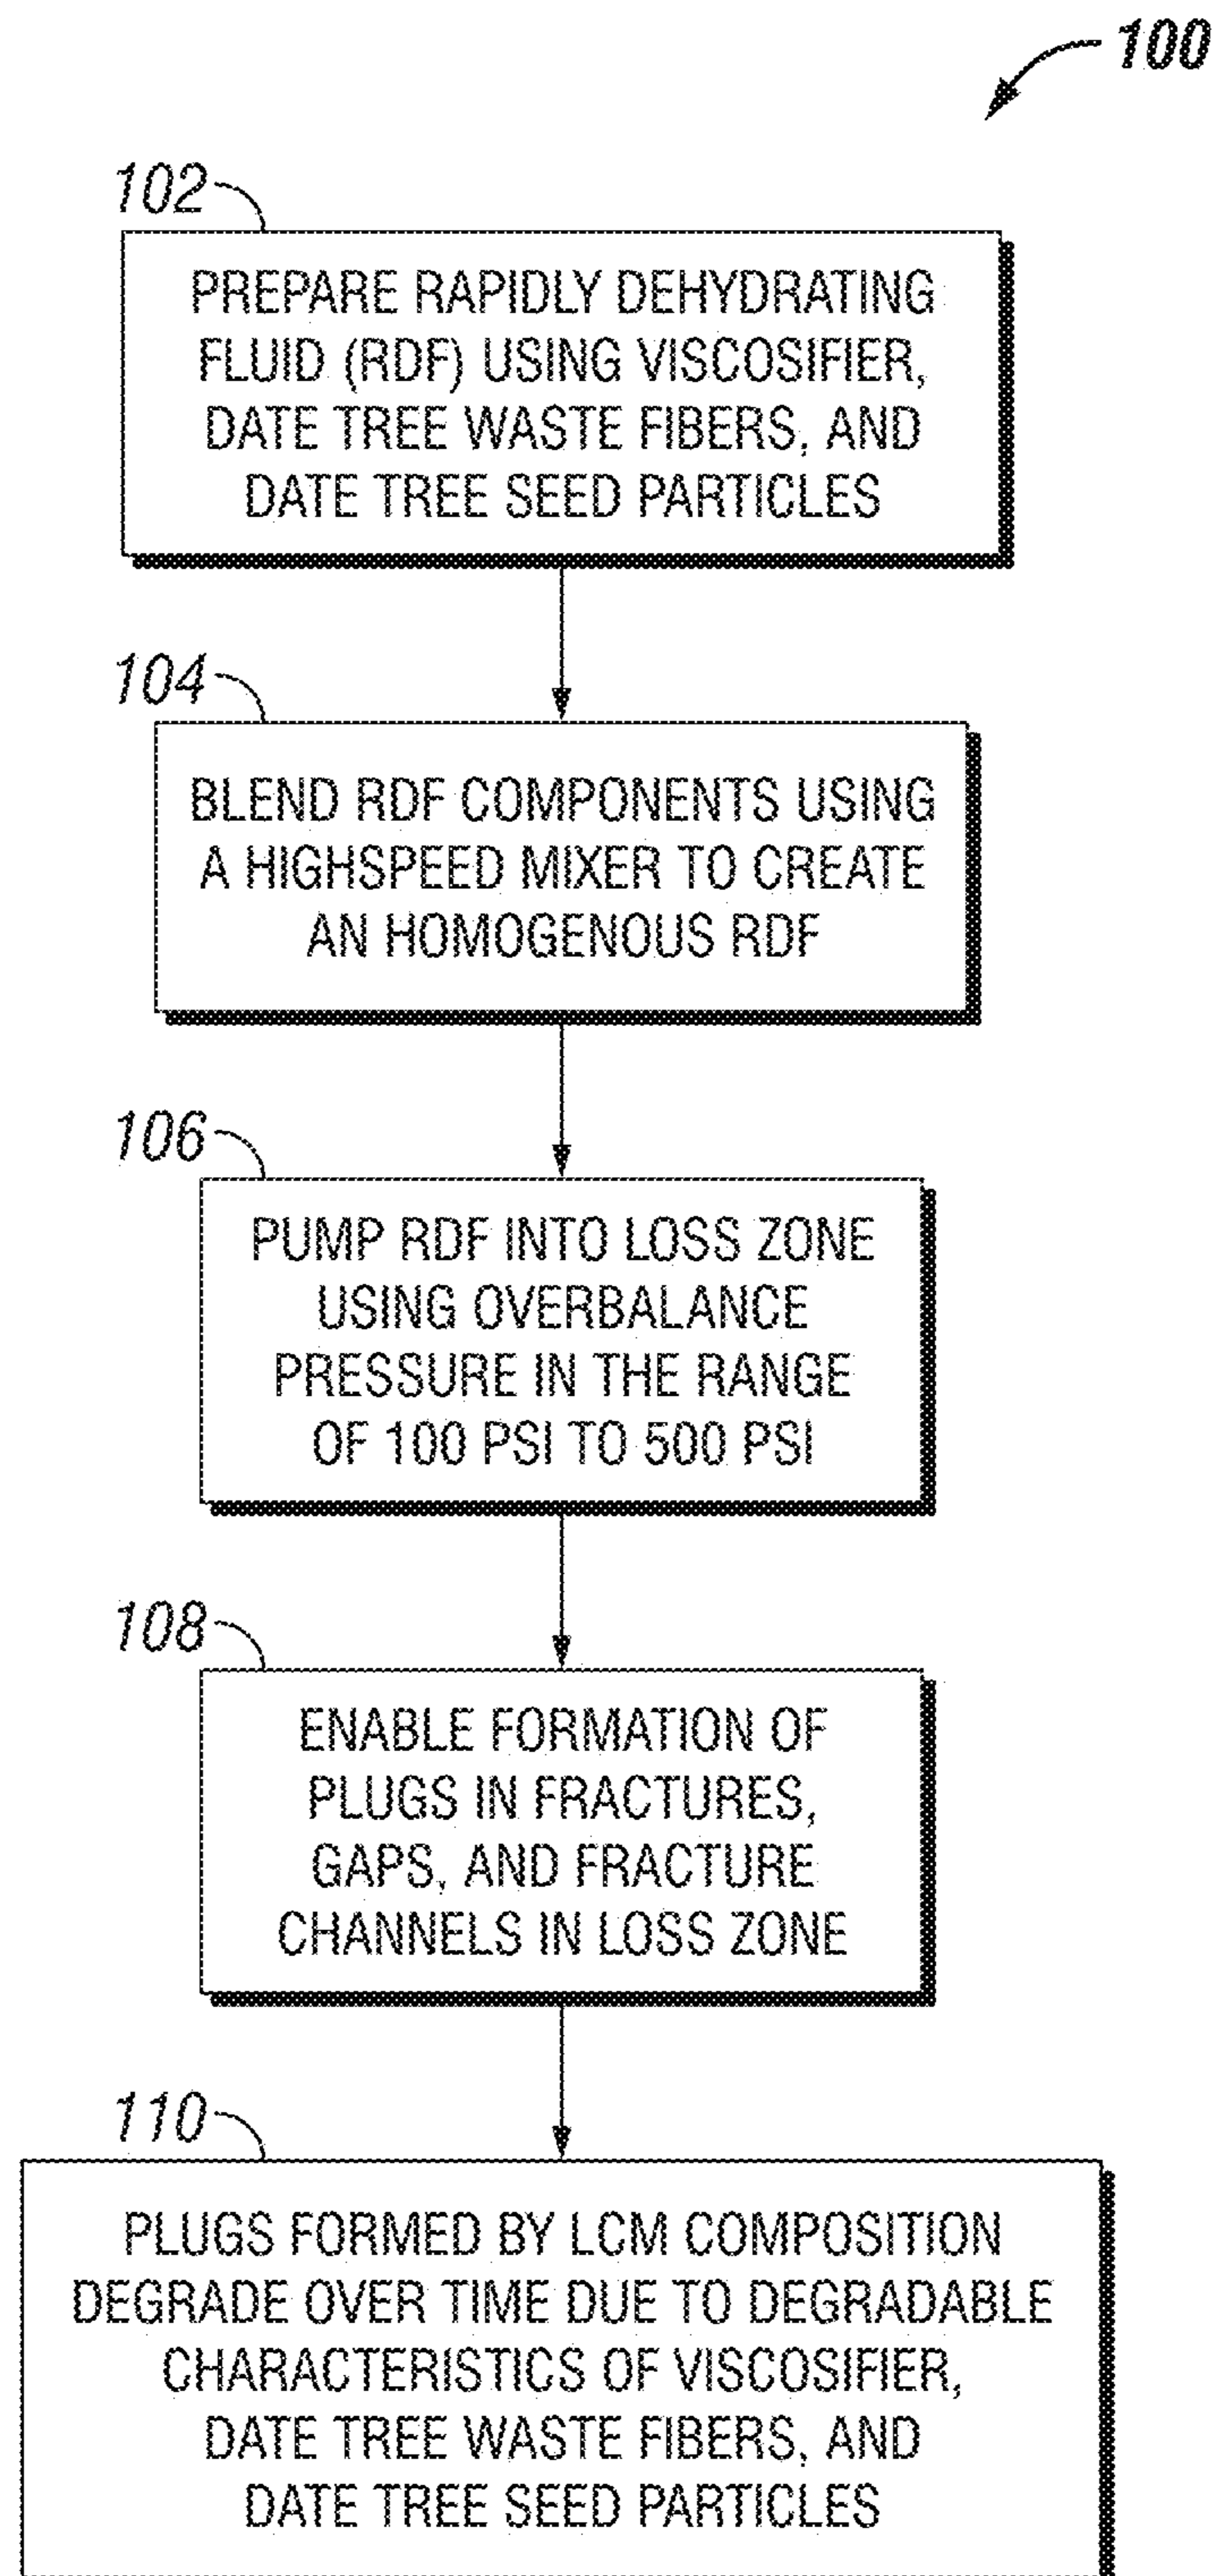 100
102
PREPARE RAPIDLY DEHYDRATING
FLUID (RDF) USING VISCOSIFIER,
DATE TREE WASTE FIBERS, AND
DATE TREE SEED PARTICLES
104
BLEND RDF COMPONENTS USING
A HIGHSPEED MIXER TO CREATE
AN HOMOGENOUS RDF
106
PUMP RDF INTO LOSS ZONE
USING OVERBALANCE
PRESSURE IN THE RANGE
OF 100 PSI TO 500 PSI
108
ENABLE FORMATION OF
PLUGS IN FRACTURES,
GAPS, AND FRACTURE
CHANNELS IN LOSS ZONE
110
PLUGS FORMED BY LCM COMPOSITION
DEGRADE OVER TIME DUE TO DEGRADABLE
CHARACTERISTICS OF VISCOSIFIER,
DATE TREE WASTE FIBERS, AND
DATE TREE SEED PARTICLES